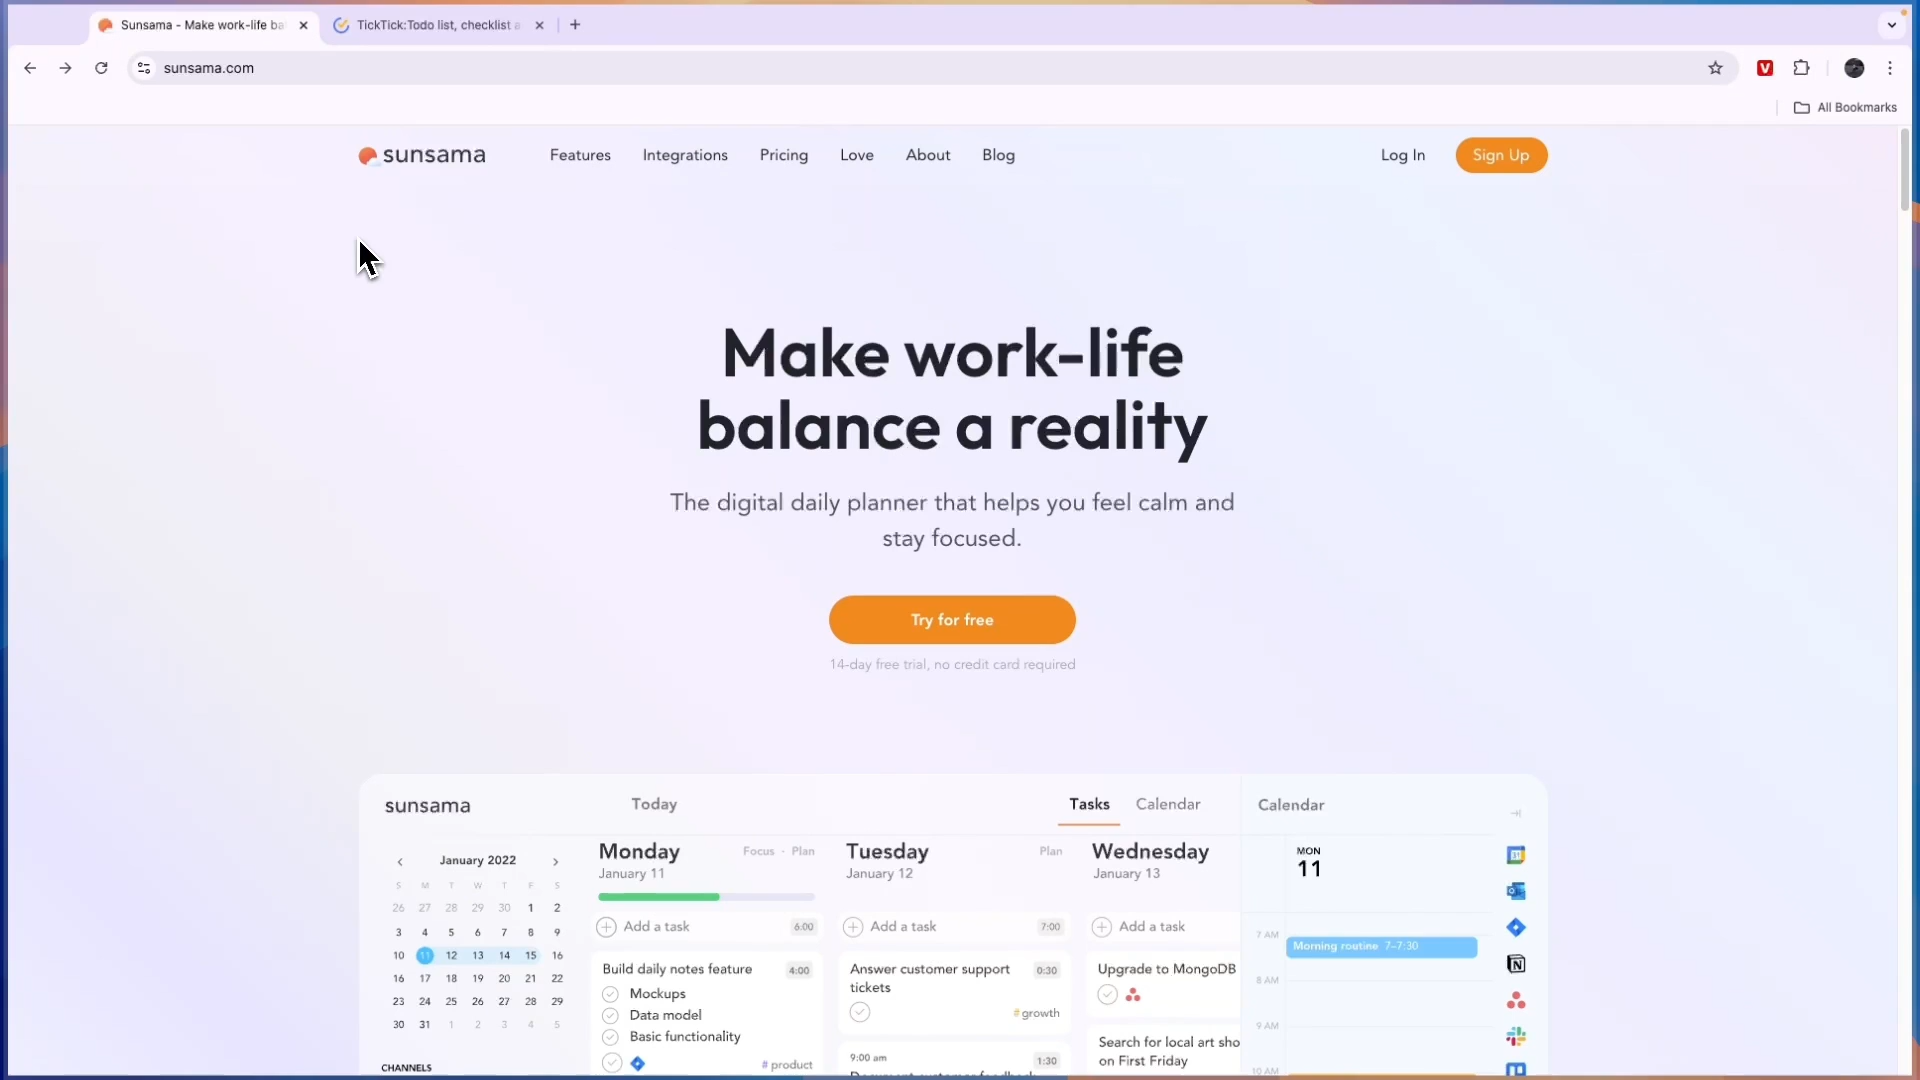 Sunsama - Make work-life ba
TickTick:Todo list, checklist a
sunsama.com
All Bookmarks
sunsama
Features
Integrations
Pricing
Love
About
Blog
Log In
Sign Up
Make work-life
balance a reality
The digital daily planner that helps you feel calm and
stay focused.
Try for free
14-day free trial, no credit card required
sunsama
Today
Tasks
Calendar
Calendar
January 2022
S M T W T F S
26 27 28 29 30 1 2
3 4 5 6 7 8 9
10 11 12 13 14 15 16
16 17 18 19 20 21 22
23 24 25 26 27 28 29
30 31 1 2 3 4 5
CHANNELS
Monday
Focus · Plan
January 11
Add a task
6:00
Build daily notes feature
4:00
Mockups
Data model
Basic functionality
# product
Tuesday
Plan
January 12
Add a task
7:00
Answer customer support
tickets
0:30
# growth
9:00 am
1:30
Wednesday
January 13
Add a task
Upgrade to MongoDB
Search for local art sho
on First Friday
MON
11
7 AM
Morning routine 7–7:30
8 AM
9 AM
10 AM